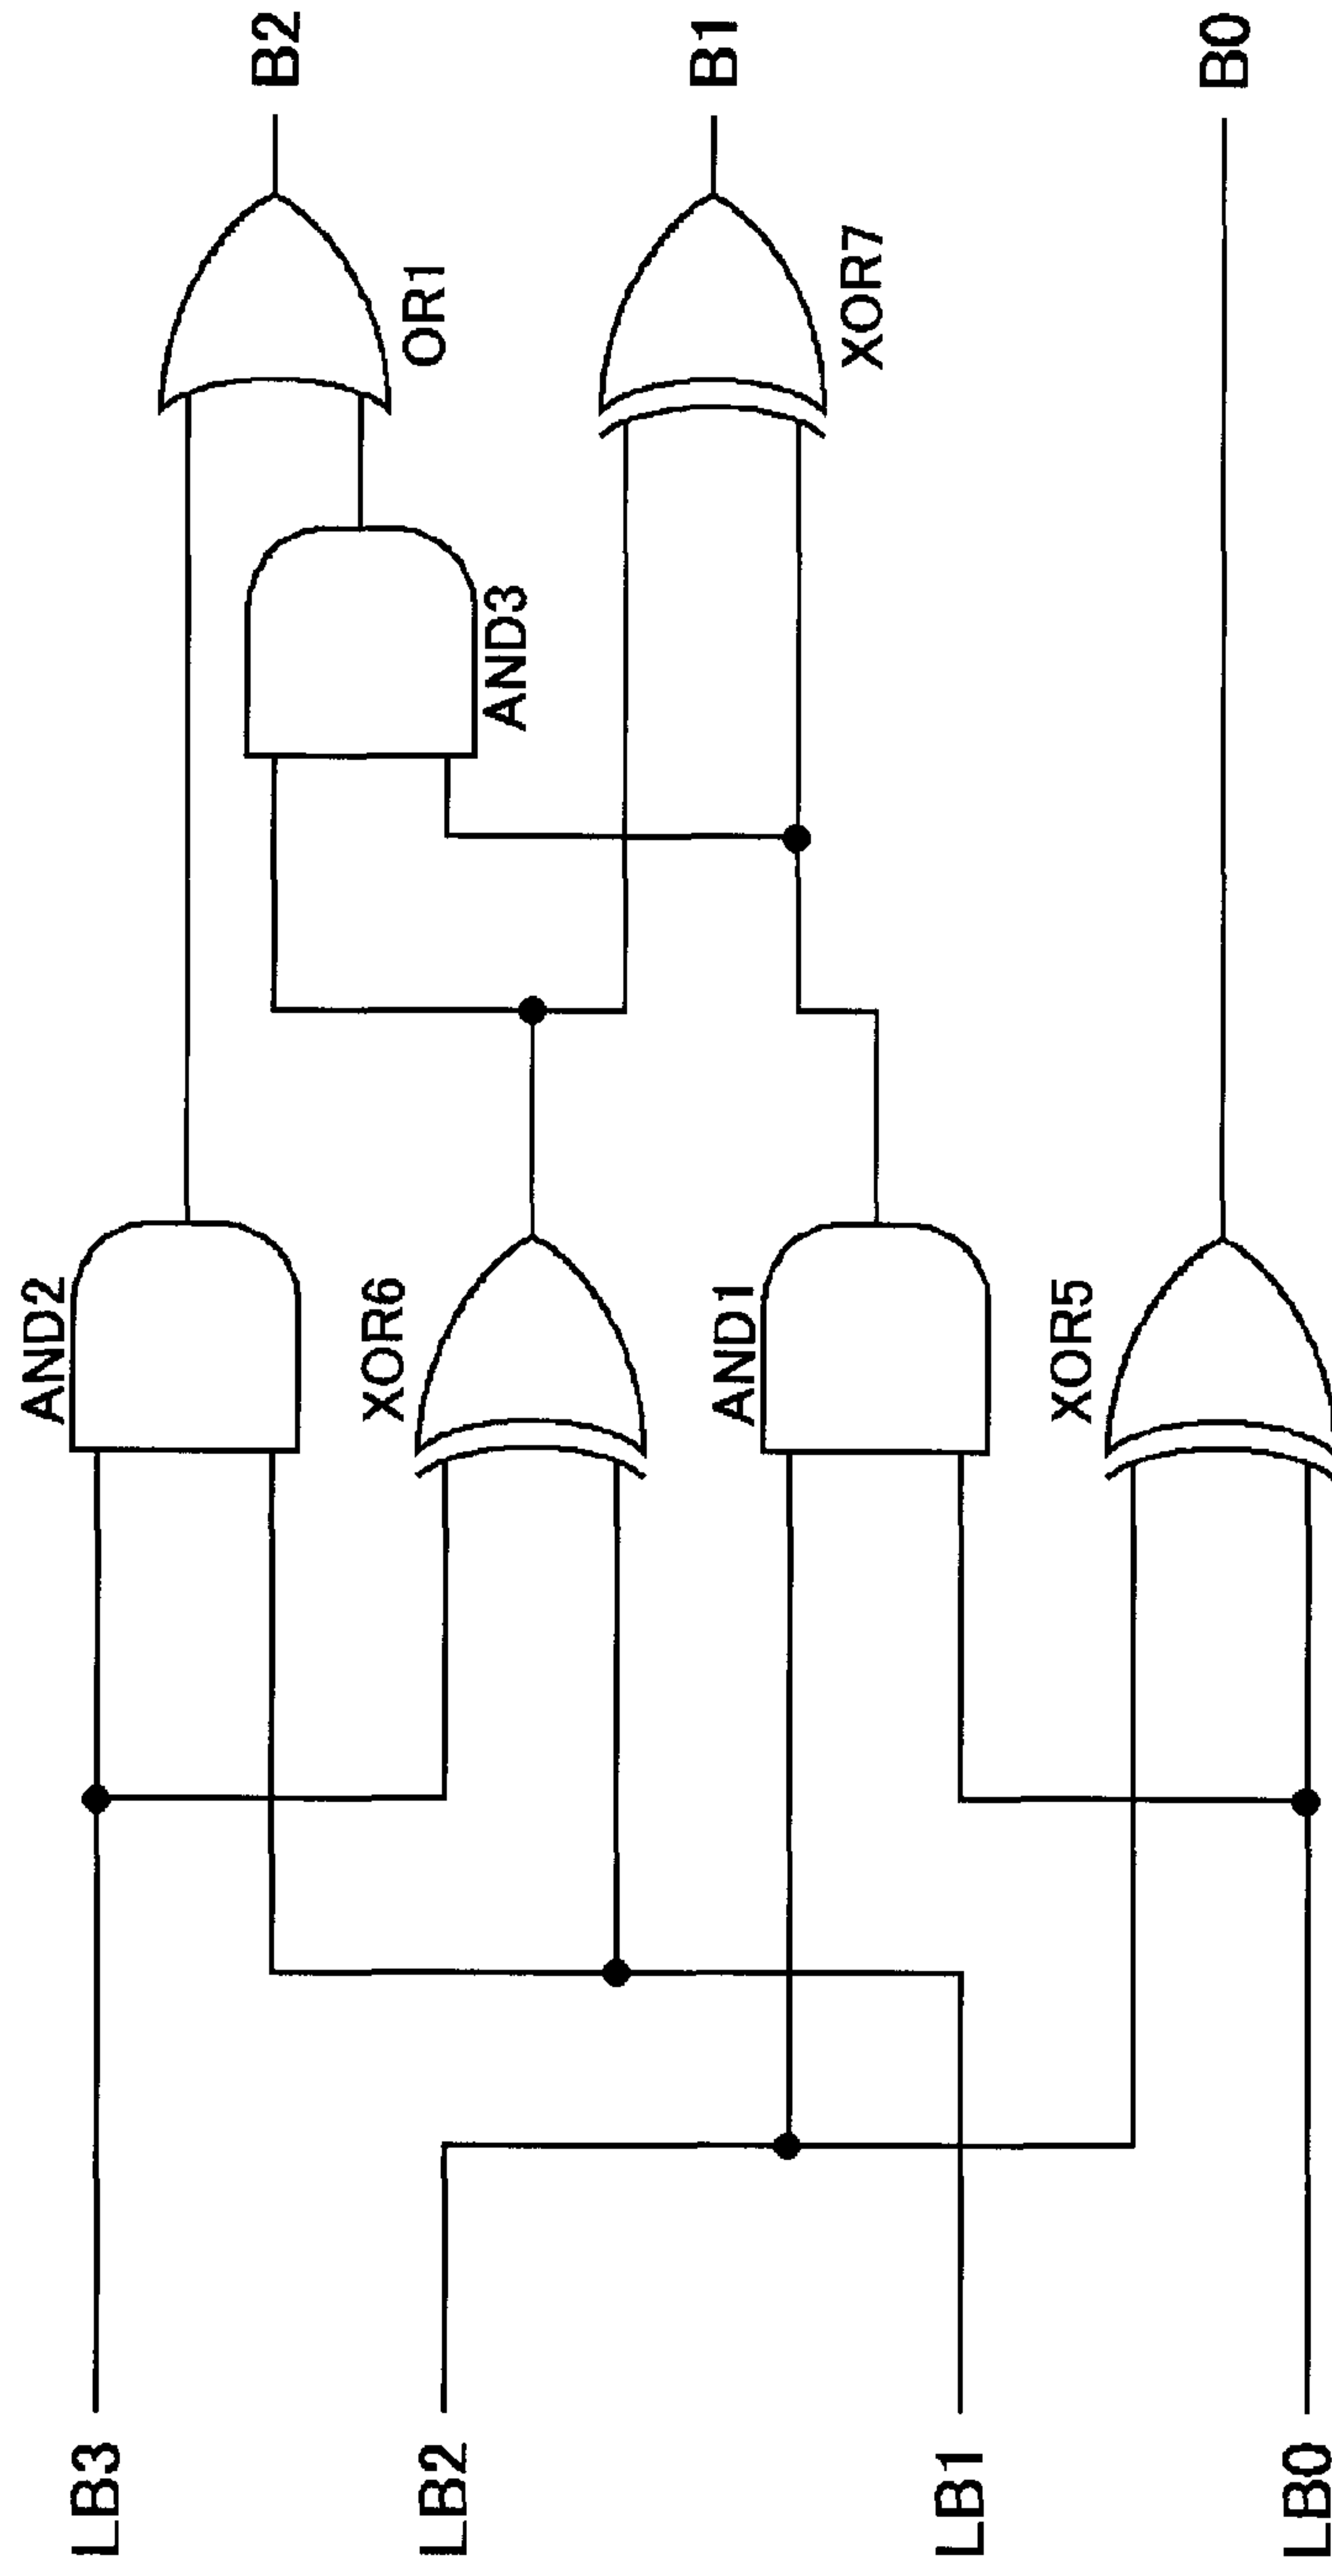 LB3
LB2
LB1
LB0
AND2
XOR6
AND1
XOR5
AND3
OR1
XOR7
B2
B1
B0